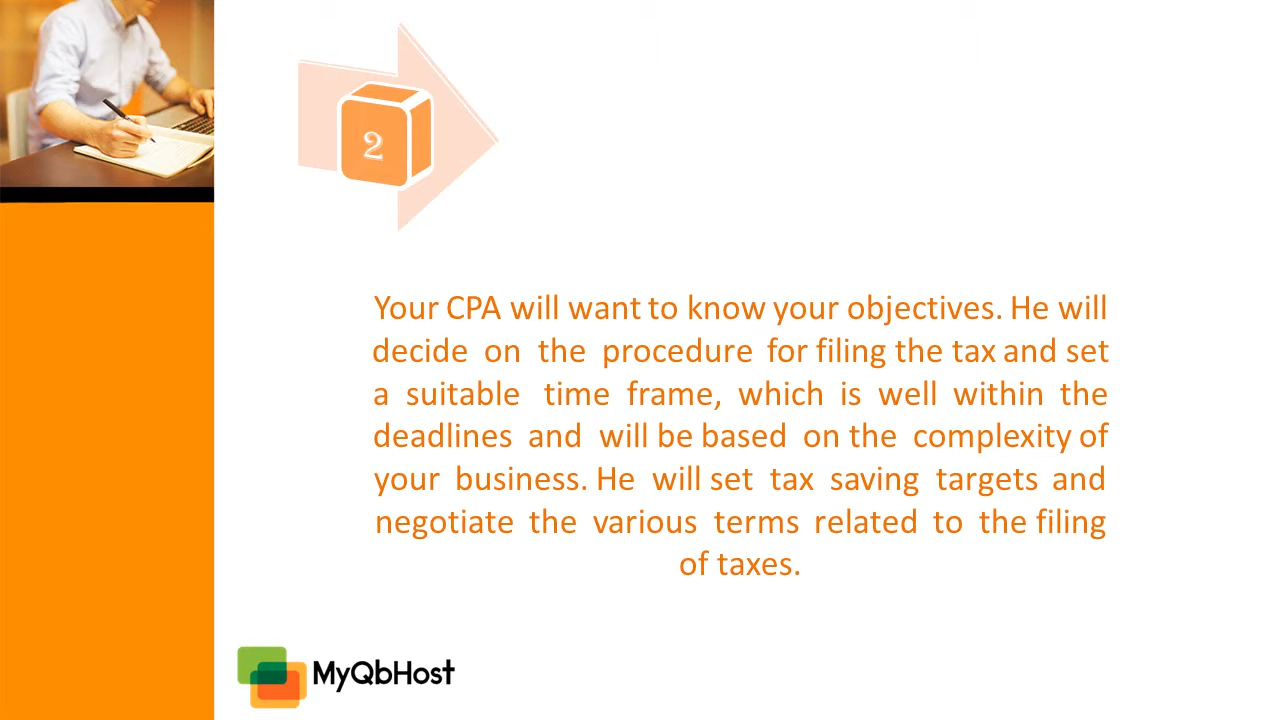 2
Your CPA will want to know your objectives. He will
decide on the procedure for filing the tax and set
a suitable time frame, which is well within the
deadlines and will be based on the complexity of
your business. He will set tax saving targets and
negotiate the various terms related to the filing
of taxes.
MyQbHost